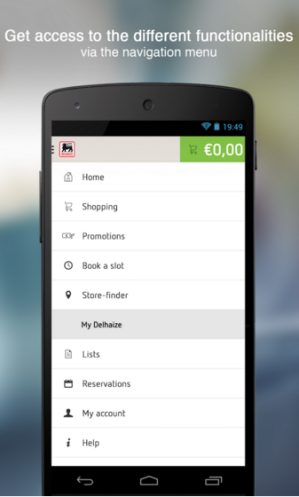 Get access to the different functionalities
via the navigation menu
19:49
€0,00
Home
Shopping
Promotions
Book a slot
Store-finder
My Delhaize
Lists
Reservations
My account
Help